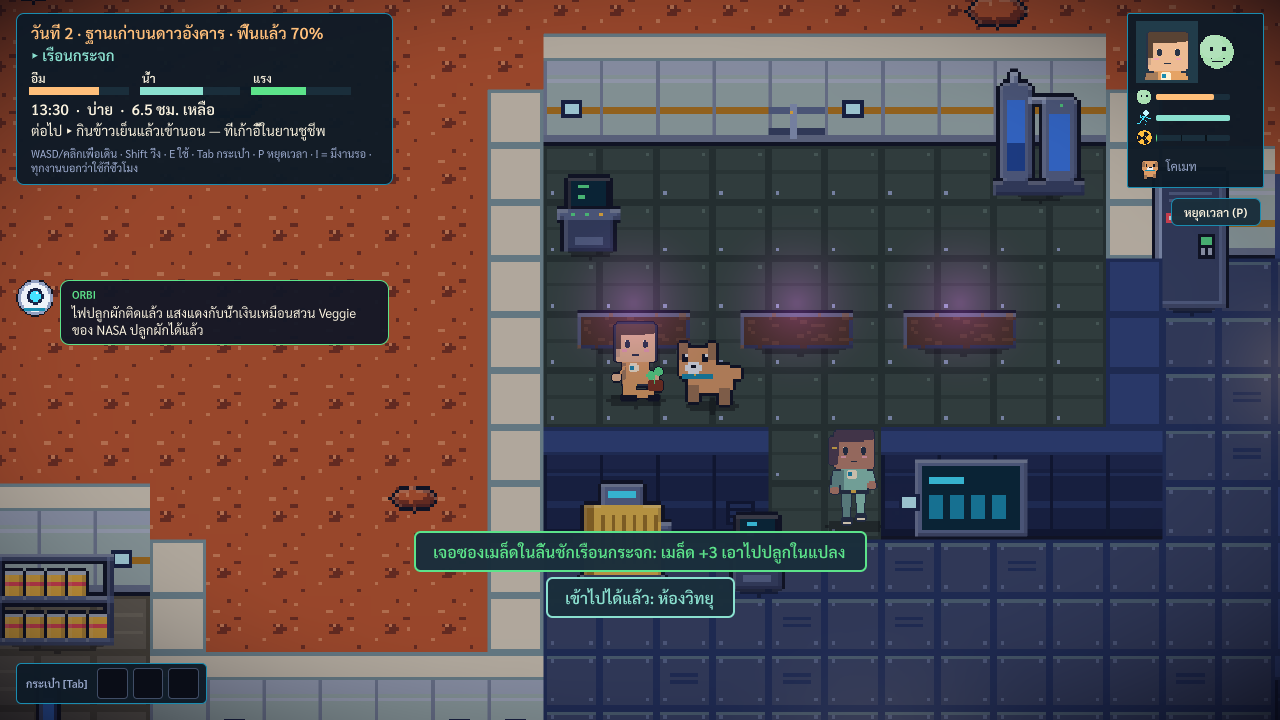 วันที่ 2 · ฐานเก่าบนดาวอังคาร · ฟื้นแล้ว 70%
▸ เรือนกระจก
อิ่ม น้ำ แรง
13:30 · บ่าย · 6.5 ชม. เหลือ
ต่อไป ▸ กินข้าวเย็นแล้วเข้านอน — ที่เก้าอี้ในยานชูชีพ
WASD/คลิกเพื่อเดิน · Shift วิ่ง · E ใช้ · Tab กระเป๋า · P หยุดเวลา · ! = มีงานรอ ·
ทุกงานบอกว่าใช้กี่ชั่วโมง
โคเมท
หยุดเวลา (P)
ORBI
ไฟปลูกผักติดแล้ว แสงแดงกับน้ำเงินเหมือนสวน Veggie
ของ NASA ปลูกผักได้แล้ว
เจอซองเมล็ดในลิ้นชักเรือนกระจก: เมล็ด +3 เอาไปปลูกในแปลง
เข้าไปได้แล้ว: ห้องวิทยุ
กระเป๋า [Tab]